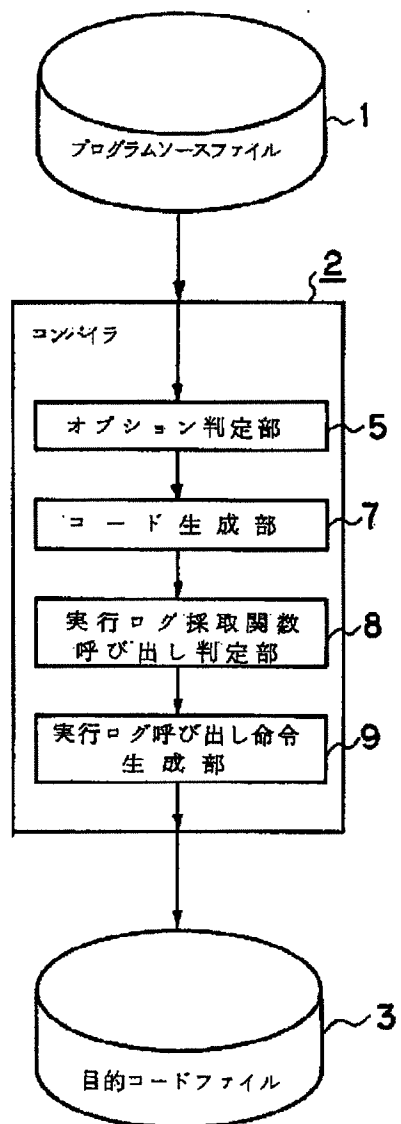 プログラムソースファイル
1
2
コンパイラ
オプション判定部
5
コード生成部
7
実行ログ採取関数
呼び出し判定部
8
実行ログ呼び出し命令
生成部
9
目的コードファイル
3